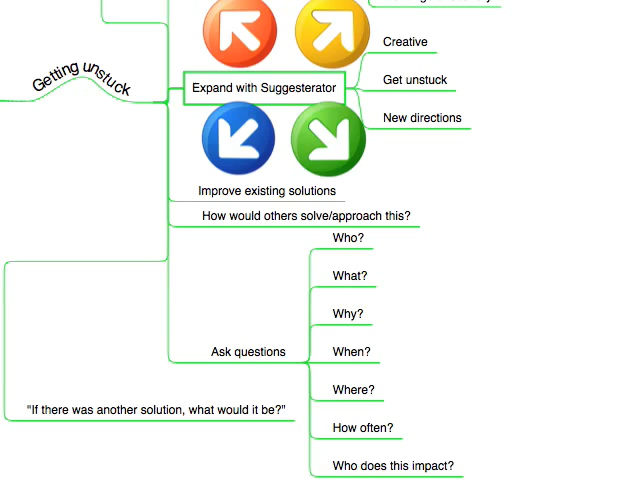 Getting unstuck
Expand with Suggesterator
Creative
Get unstuck
New directions
Improve existing solutions
How would others solve/approach this?
Ask questions
Who?
What?
Why?
When?
Where?
How often?
Who does this impact?
"If there was another solution, what would it be?"